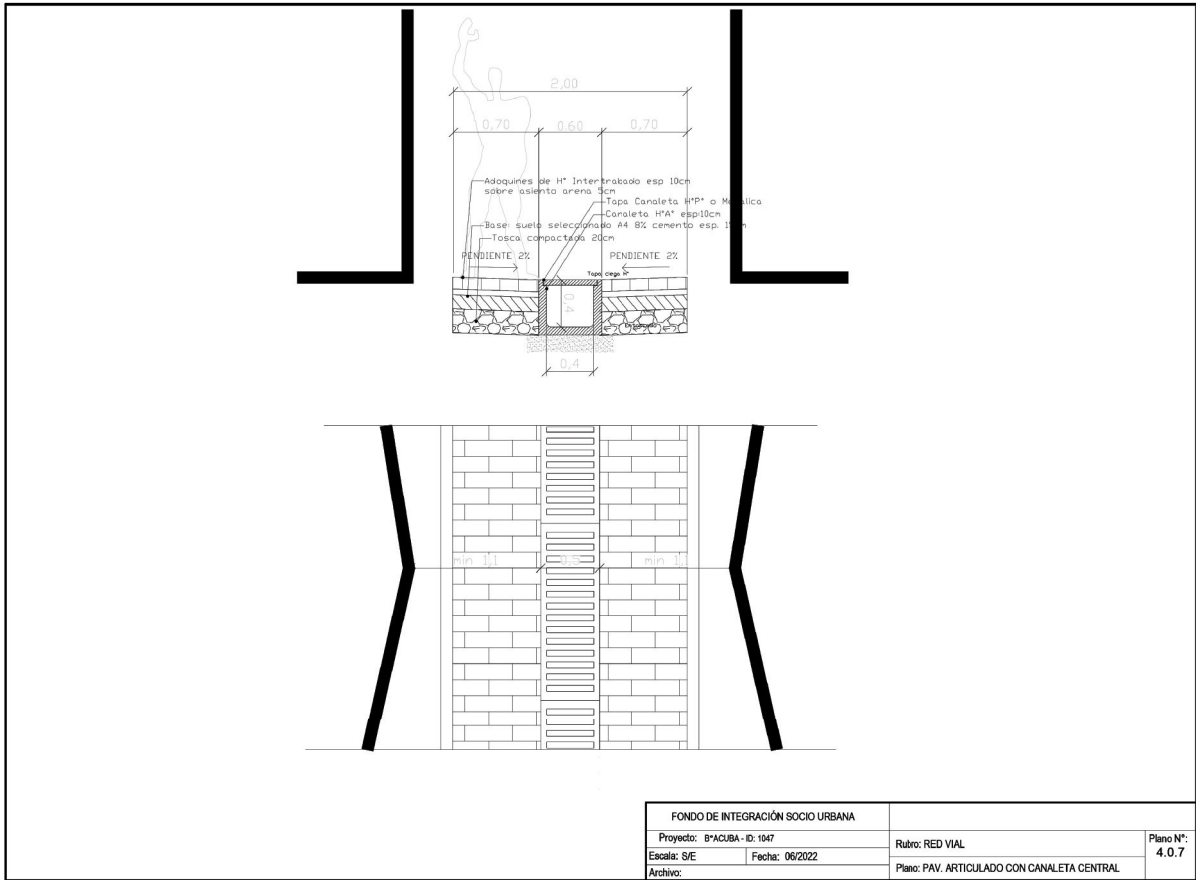 2,00
0,70 0.60 0,70
Adoquines de H° Intertrabado esp 10cm
sobre asiento arena 5cm
Tapa Canaleta H°P° o Metalica
Canaleta H°A° esp:10cm
Base: suelo seleccionado A4 8% cemento esp.
Tosca compactada 20cm
PENDIENTE 2% PENDIENTE 2%
Tapa ciega H°
0,4
0,4
min 1,1 0,5 min 1,1
FONDO DE INTEGRACIÓN SOCIO URBANA
Proyecto: B°ACUBA - ID: 1047
Escala: S/E Fecha: 06/2022
Archivo:
Rubro: RED VIAL
Plano: PAV. ARTICULADO CON CANALETA CENTRAL
Plano N°:
4.0.7